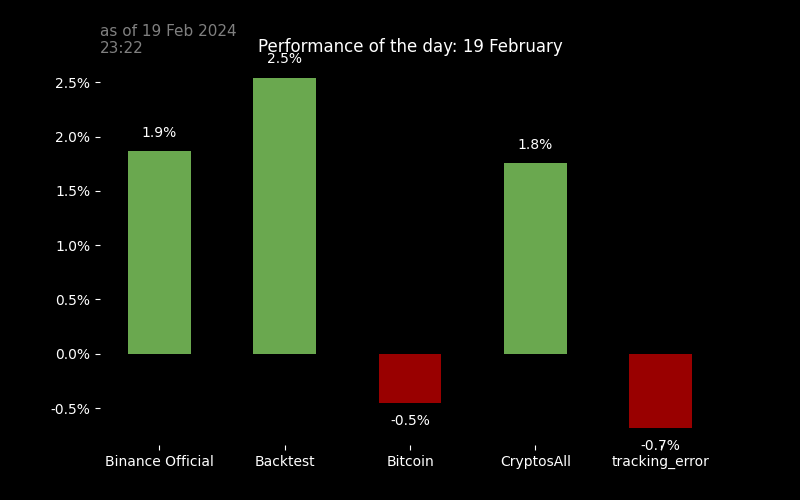 as of 19 Feb 2024
23:22
Performance of the day: 19 February
2.5%
2.5%
2.0%
1.9%
1.8%
1.5%
1.0%
0.5%
0.0%
-0.5%
-0.5%
-0.7%
Binance Official
Backtest
Bitcoin
CryptosAll
tracking_error